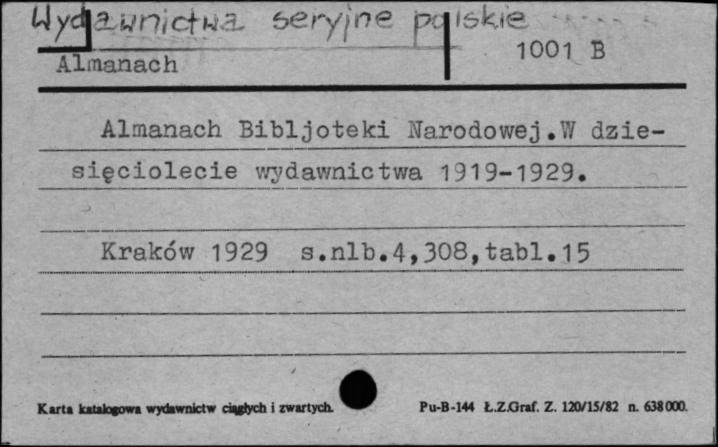 Wydawnictwa seryjne polskie
Almanach
1001 B
Almanach Bibljoteki Narodowej.W dzie-
sięciolecie wydawnictwa 1919-1929.
Kraków 1929 s.nlb.4,308,tabl.15
Karta katalogowa wydawnictw ciągłych i zwartych.
Pu-B-144 Ł.Z.Graf. Z. 120/15/82 n. 638000.